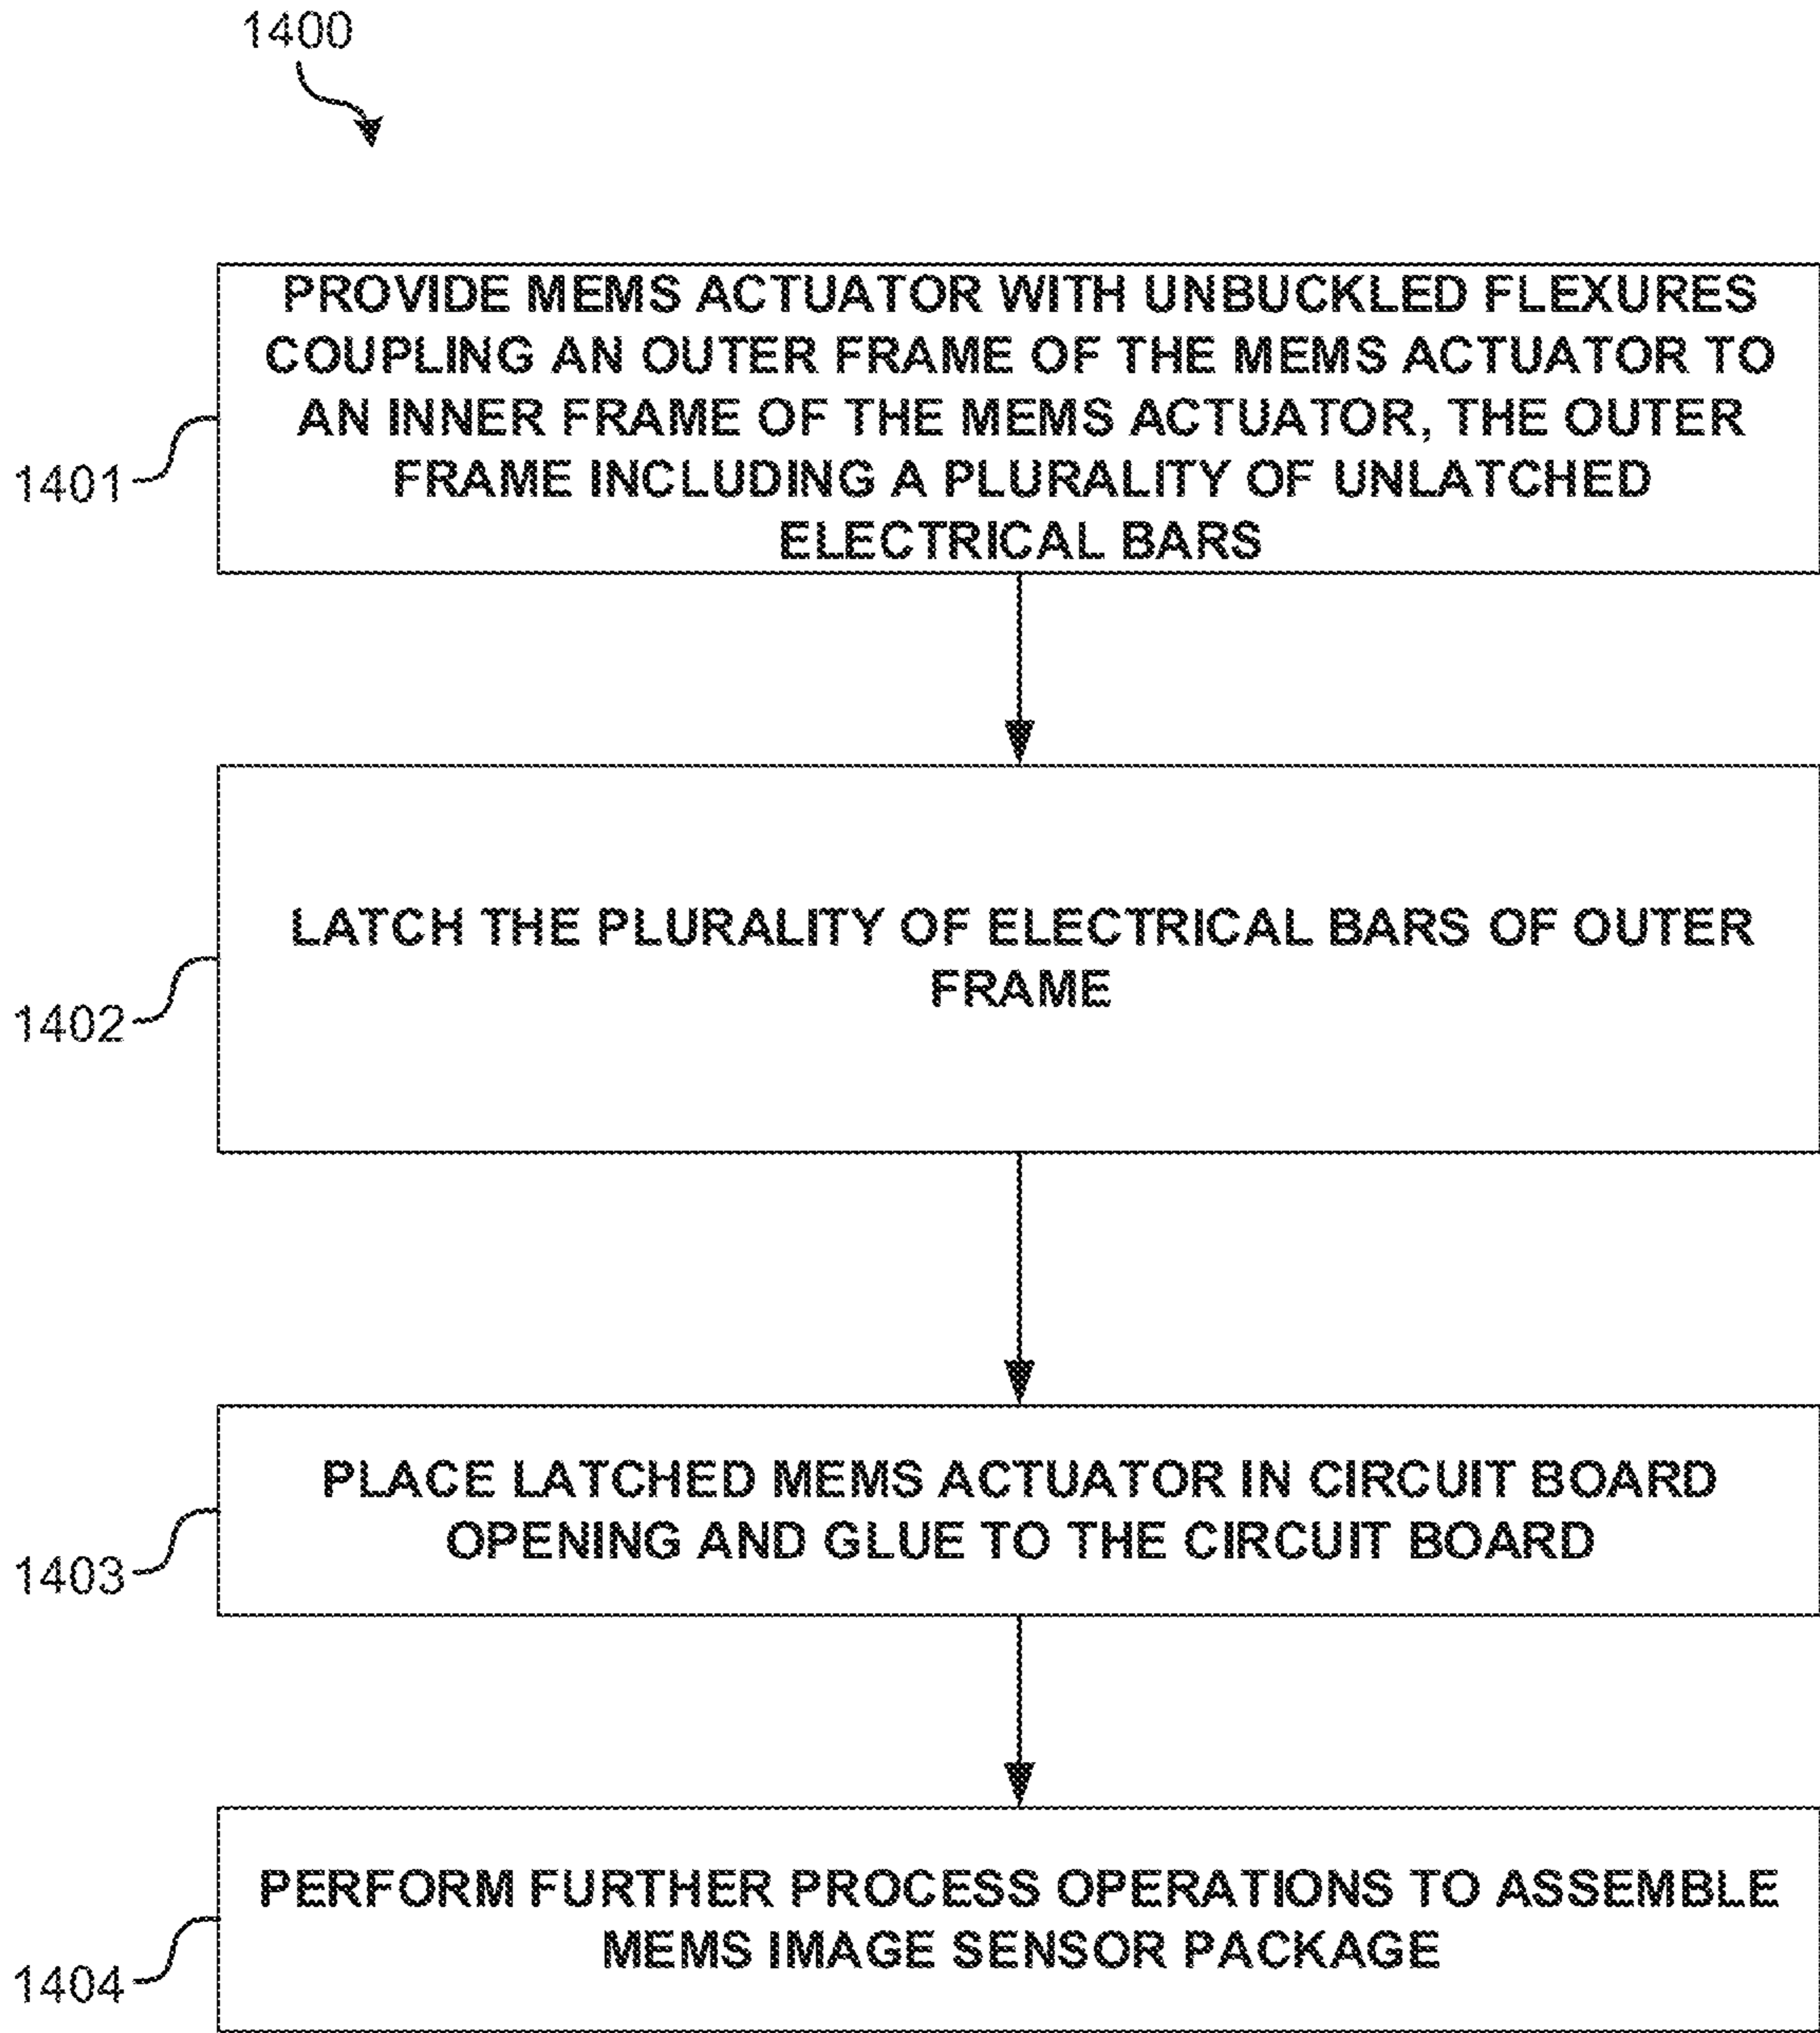 1400
PROVIDE MEMS ACTUATOR WITH UNBUCKLED FLEXURES
COUPLING AN OUTER FRAME OF THE MEMS ACTUATOR TO
AN INNER FRAME OF THE MEMS ACTUATOR, THE OUTER
FRAME INCLUDING A PLURALITY OF UNLATCHED
ELECTRICAL BARS
1401
LATCH THE PLURALITY OF ELECTRICAL BARS OF OUTER
FRAME
1402
PLACE LATCHED MEMS ACTUATOR IN CIRCUIT BOARD
OPENING AND GLUE TO THE CIRCUIT BOARD
1403
PERFORM FURTHER PROCESS OPERATIONS TO ASSEMBLE
MEMS IMAGE SENSOR PACKAGE
1404